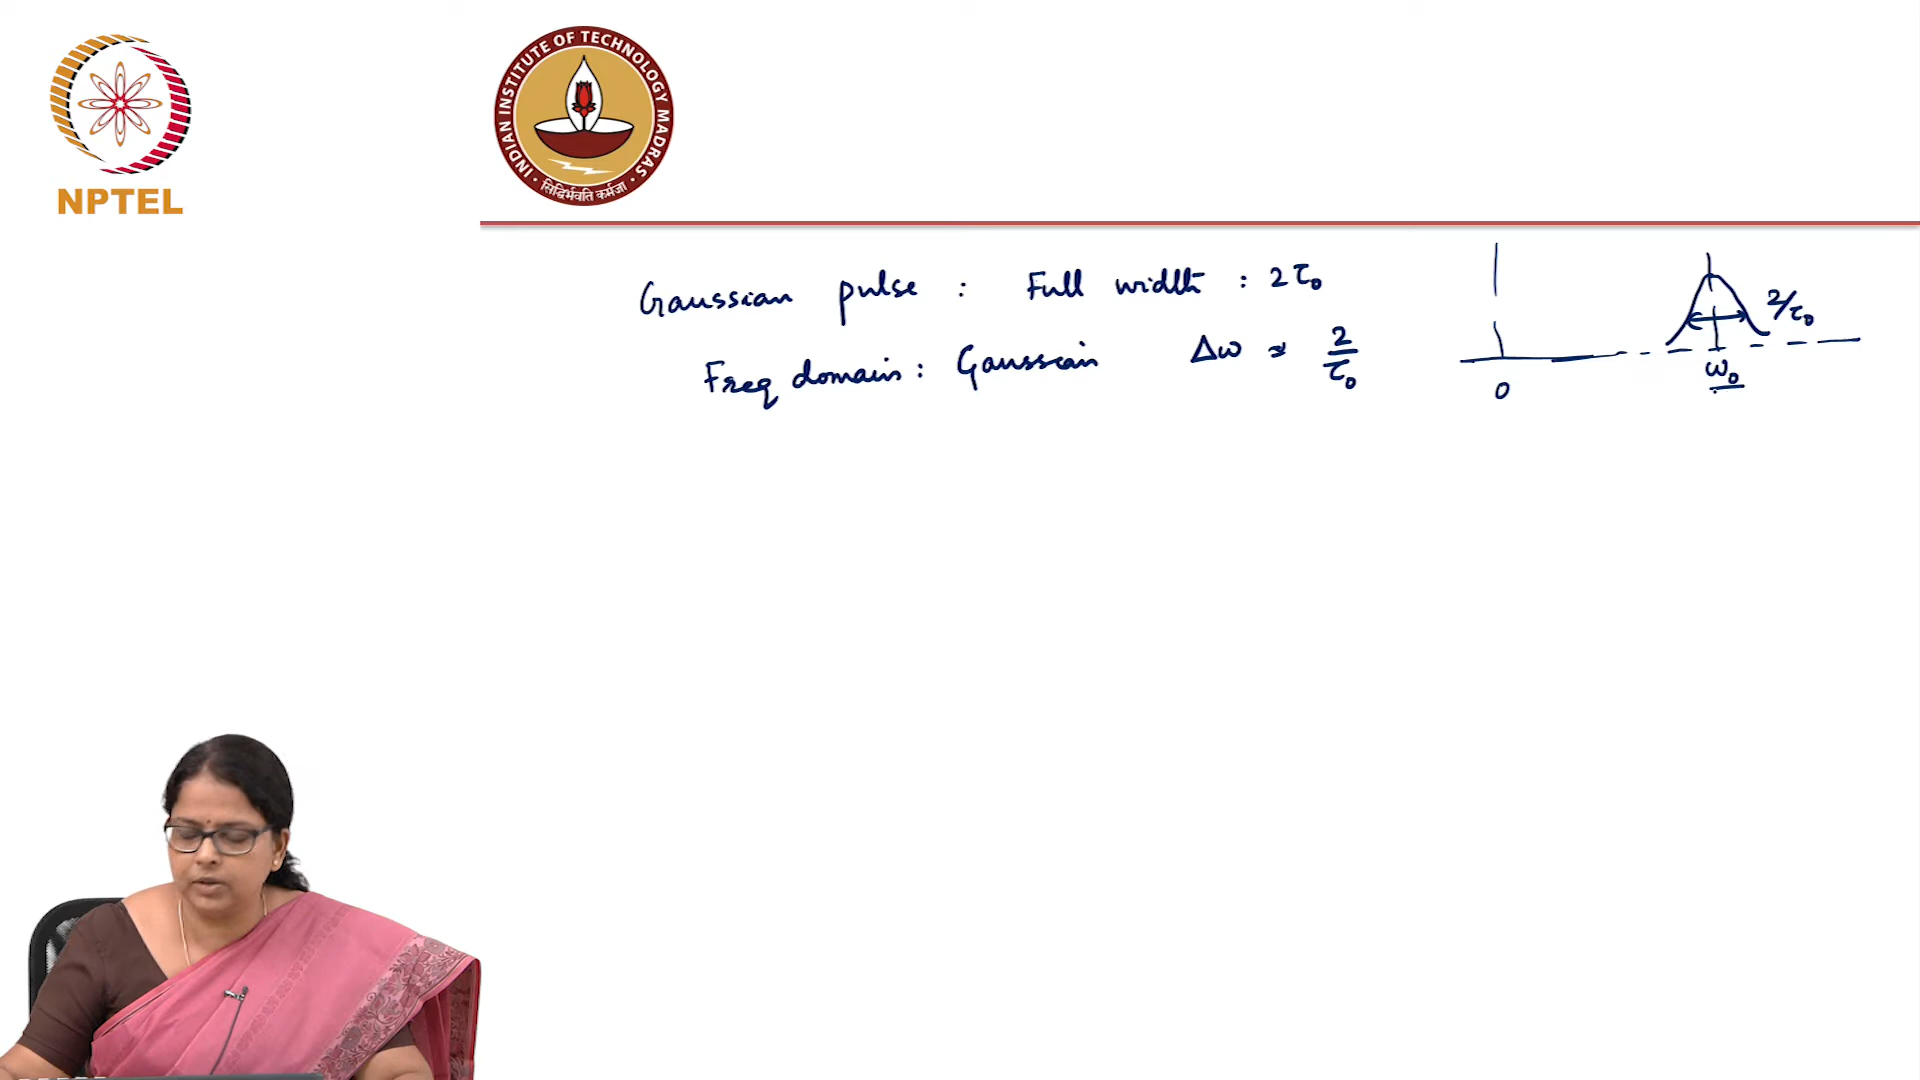 NPTEL
INDIAN INSTITUTE OF TECHNOLOGY MADRAS
सिद्धिर्भवति कर्मजा
Gaussian pulse : Full width : 2τ₀
Freq domain : Gaussian Δω ≈ 2/τ₀
2/τ₀
0
ω₀